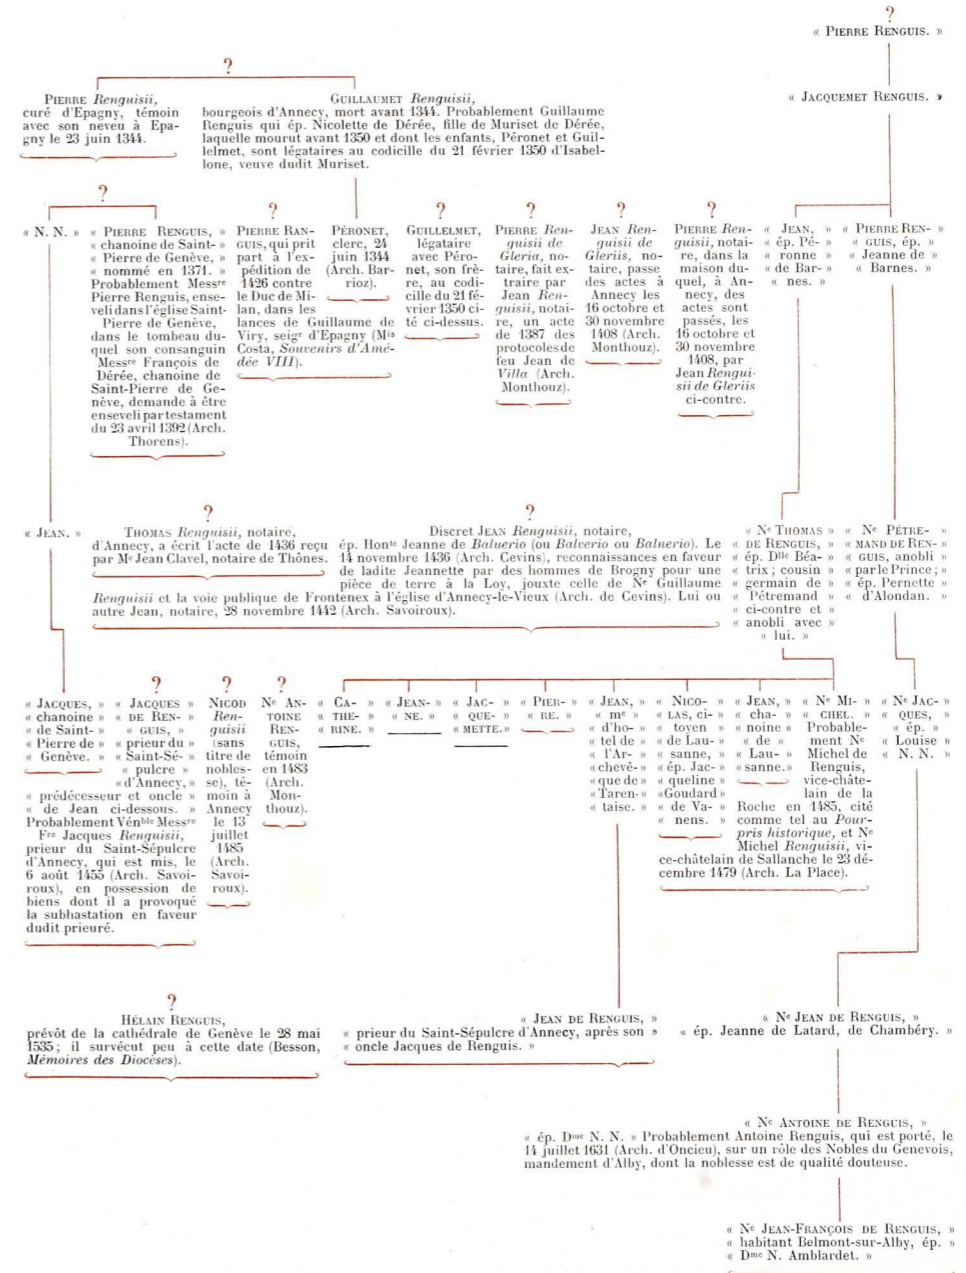 ?
« PIERRE RENGUIS. »
?
PIERRE Renguisii,
curé d'Epagny, témoin
avec son neveu à Epa-
gny le 23 juin 1344.
GUILLAUMET Renguisii,
bourgeois d'Annecy, mort avant 1344. Probablement Guillaume
Renguis qui ép. Nicolette de Dérée, fille de Muriset de Dérée,
laquelle mourut avant 1350 et dont les enfants, Péronet et Guil-
lelmet, sont légataires au codicille du 21 février 1350 d'Isabel-
lone, veuve dudit Muriset.
« JACQUEMET RENGUIS. »
?
« N. N. »
« PIERRE RENGUIS, »
« chanoine de Saint- »
« Pierre de Genève, »
« nommé en 1371. »
Probablement Messre
Pierre Renguis, ense-
veli dans l'église Saint-
Pierre de Genève,
dans le tombeau du-
quel son consanguin
Messre François de
Dérée, chanoine de
Saint-Pierre de Ge-
nève, demande à être
enseveli par testament
du 23 avril 1392 (Arch.
Thorens).
?
PIERRE RAN-
GUIS, qui prit
part à l'ex-
pédition de
1426 contre
le Duc de Mi-
lan, dans les
lances de Guillaume de
Viry, seigr d'Epagny (Mis
Costa, Souvenirs d'Amé-
dée VIII).
PÉRONET,
clerc, 24
juin 1344
(Arch. Bar-
rioz).
?
GUILLELMET,
légataire
avec Péro-
net, son frè-
re, au codi-
cille du 21 fé-
vrier 1350 ci-
té ci-dessus.
?
PIERRE Ren-
guisii de
Gleria, no-
taire, fait ex-
traire par
Jean Ren-
guisii, notai-
re, un acte
de 1387 des
protocoles de
feu Jean de
Villa (Arch.
Monthouz).
?
JEAN Ren-
guisii de
Gleriis, no-
taire, passe
des actes à
Annecy les
16 octobre et
30 novembre
1408 (Arch.
Monthouz).
?
PIERRE Ren-
guisii, notai-
re, dans la
maison du-
quel, à An-
necy, des
actes sont
passés, les
16 octobre et
30 novembre
1408, par
Jean Rengui-
sii de Gleriis
ci-contre.
?
« JEAN, »
« ép. Pé- »
« ronne »
« de Bar- »
« nes. »
« PIERRE REN- »
« GUIS, ép. »
« Jeanne de »
« Barnes. »
« JEAN. »
?
THOMAS Renguisii, notaire,
d'Annecy, a écrit l'acte de 1436 reçu
par Me Jean Clavel, notaire de Thônes.
?
Discret JEAN Renguisii, notaire,
ép. Honte Jeanne de Baluerio (ou Balverio ou Balnerio). Le
14 novembre 1436 (Arch. Cevins), reconnaissances en faveur
de ladite Jeannette par des hommes de Brogny pour une
pièce de terre à la Loy, jouxte celle de Ne Guillaume
Renguisii et la voie publique de Frontenex à l'église d'Annecy-le-Vieux (Arch. de Cevins). Lui ou
autre Jean, notaire, 28 novembre 1442 (Arch. Savoiroux).
« Ne THOMAS »
« DE RENGUIS, »
« ép. Dlle Béa- »
« trix ; cousin »
« germain de »
« Pétremand »
« ci-contre et »
« anobli avec »
« lui. »
« Ne PÉTRE- »
« MAND DE REN- »
« GUIS, anobli »
« par le Prince ; »
« ép. Pernette »
« d'Alondan. »
« JACQUES, »
« chanoine »
« de Saint- »
« Pierre de »
« Genève. »
?
« JACQUES »
« DE REN- »
« GUIS, »
« prieur du »
« Saint-Sé- »
« pulcre »
« d'Annecy, »
« prédécesseur et oncle »
« de Jean ci-dessous. »
Probablement Vénble Messre
Fre Jacques Renguisii,
prieur du Saint-Sépulcre
d'Annecy, qui est mis, le
6 août 1455 (Arch. Savoi-
roux), en possession de
biens dont il a provoqué
la subhastation en faveur
dudit prieuré.
?
NICOD
Ren-
guisii
(sans
titre de
nobles-
se), té-
moin à
Annecy
le 13
juillet
1485
(Arch.
Savoi-
roux).
?
Ne AN-
TOINE
REN-
GUIS,
témoin
en 1483
(Arch.
Mon-
thouz).
« CA- »
« THE- »
« RINE. »
« JEAN- »
« NE. »
« JAC- »
« QUE- »
« METTE. »
« PIER- »
« RE. »
« JEAN, »
« me »
« d'ho- »
« tel de »
« l'Ar- »
« chevê- »
« que de »
« Taren- »
« taise. »
« NICO- »
« LAS, ci- »
« toyen »
« de Lau- »
« sanne, »
« ép. Jac- »
« queline »
« Goudard »
« de Va- »
« nens. »
« JEAN, »
« cha- »
« noine »
« de »
« Lau- »
« sanne. »
« Ne MI- »
« CHEL. »
Probable-
ment Ne
Michel de
Renguis,
vice-châte-
lain de la
Roche en 1485, cité
comme tel au Pour-
pris historique, et Ne
Michel Renguisii, vi-
ce-châtelain de Sallanche le 23 dé-
cembre 1479 (Arch. La Place).
« Ne JAC- »
« QUES, »
« ép. »
« Louise »
« N. N. »
?
HÉLAIN RENGUIS,
prévôt de la cathédrale de Genève le 28 mai
1535 ; il survécut peu à cette date (Besson,
Mémoires des Diocèses).
« JEAN DE RENGUIS, »
« prieur du Saint-Sépulcre d'Annecy, après son »
« oncle Jacques de Renguis. »
« Ne JEAN DE RENGUIS, »
« ép. Jeanne de Latard, de Chambéry. »
« Ne ANTOINE DE RENGUIS, »
« ép. Dme N. N. » Probablement Antoine Renguis, qui est porté, le
14 juillet 1631 (Arch. d'Oncieu), sur un rôle des Nobles du Genevois,
mandement d'Alby, dont la noblesse est de qualité douteuse.
« Ne JEAN-FRANÇOIS DE RENGUIS, »
« habitant Belmont-sur-Alby, ép. »
« Dme N. Amblardet. »